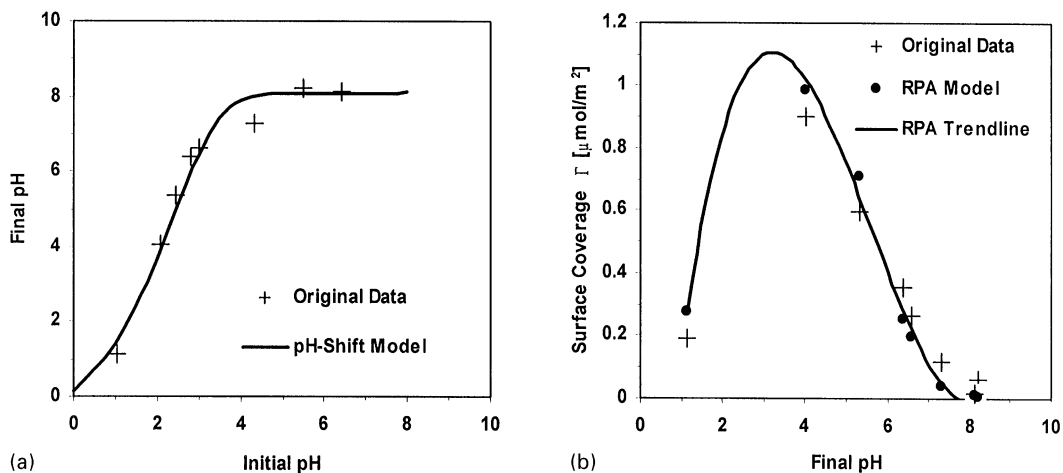 10
8
6
4
2
0
Final pH
0
2
4
6
8
10
Initial pH
Original Data
pH-Shift Model
(a)
1.2
1
0.8
0.6
0.4
0.2
0
Surface Coverage Γ [μmol/m²]
0
2
4
6
8
10
Final pH
Original Data
RPA Model
RPA Trendline
(b)